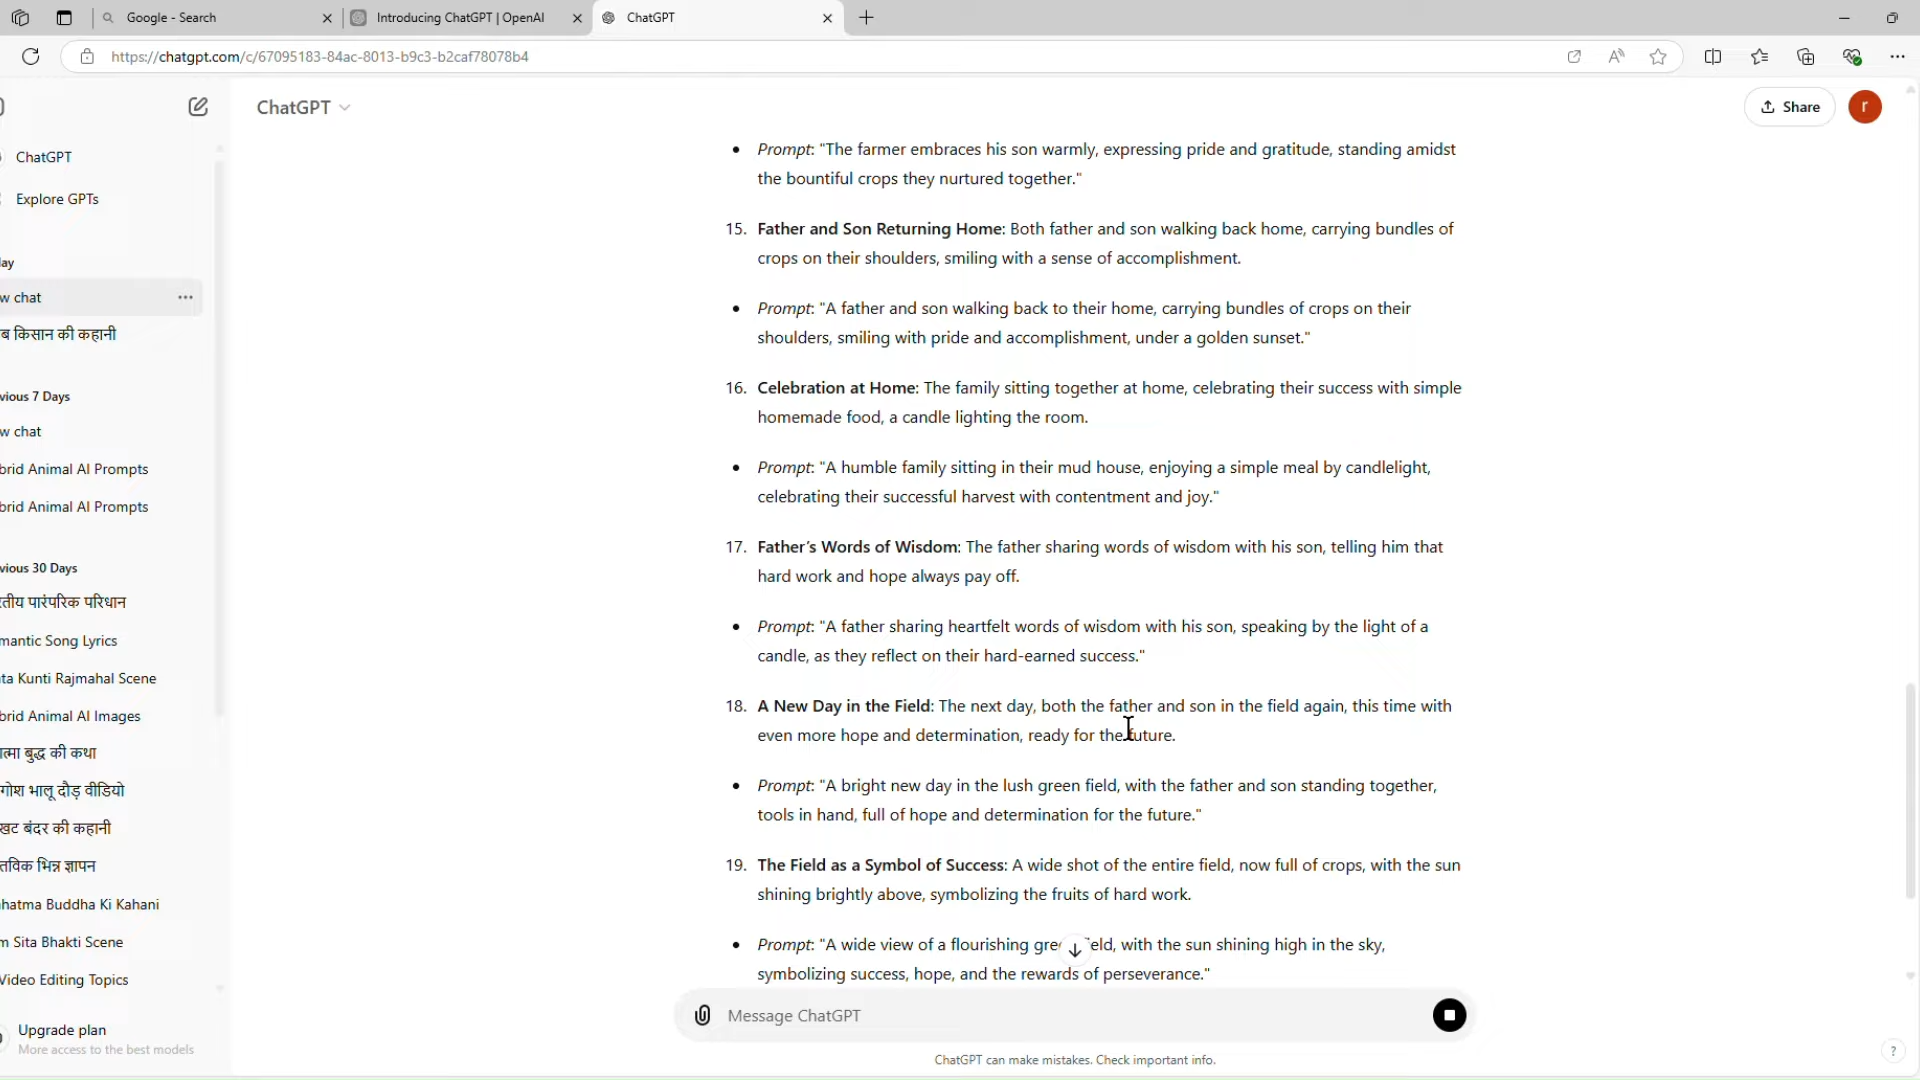 Google - Search
Introducing ChatGPT | OpenAI
ChatGPT
https://chatgpt.com/c/67095183-84ac-8013-b9c3-b2caf78078b4
ChatGPT
Share
r
ChatGPT
Explore GPTs
ay
w chat
ब किसान की कहानी
vious 7 Days
w chat
brid Animal AI Prompts
brid Animal AI Prompts
vious 30 Days
तीय पारंपरिक परिधान
mantic Song Lyrics
ta Kunti Rajmahal Scene
brid Animal AI Images
त्मा बुद्ध की कथा
गोश भालू दौड़ वीडियो
खट बंदर की कहानी
तविक भिन्न ज्ञापन
hatma Buddha Ki Kahani
m Sita Bhakti Scene
Video Editing Topics
Upgrade plan
More access to the best models
• Prompt: "The farmer embraces his son warmly, expressing pride and gratitude, standing amidst
the bountiful crops they nurtured together."
15. Father and Son Returning Home: Both father and son walking back home, carrying bundles of
crops on their shoulders, smiling with a sense of accomplishment.
• Prompt: "A father and son walking back to their home, carrying bundles of crops on their
shoulders, smiling with pride and accomplishment, under a golden sunset."
16. Celebration at Home: The family sitting together at home, celebrating their success with simple
homemade food, a candle lighting the room.
• Prompt: "A humble family sitting in their mud house, enjoying a simple meal by candlelight,
celebrating their successful harvest with contentment and joy."
17. Father's Words of Wisdom: The father sharing words of wisdom with his son, telling him that
hard work and hope always pay off.
• Prompt: "A father sharing heartfelt words of wisdom with his son, speaking by the light of a
candle, as they reflect on their hard-earned success."
18. A New Day in the Field: The next day, both the father and son in the field again, this time with
even more hope and determination, ready for the future.
• Prompt: "A bright new day in the lush green field, with the father and son standing together,
tools in hand, full of hope and determination for the future."
19. The Field as a Symbol of Success: A wide shot of the entire field, now full of crops, with the sun
shining brightly above, symbolizing the fruits of hard work.
• Prompt: "A wide view of a flourishing green field, with the sun shining high in the sky,
symbolizing success, hope, and the rewards of perseverance."
Message ChatGPT
ChatGPT can make mistakes. Check important info.
?